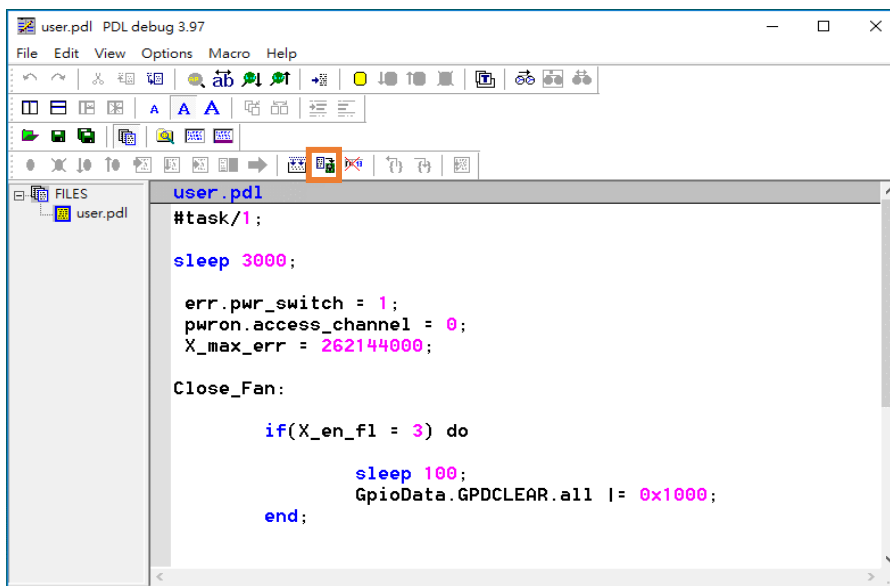 user.pdl PDL debug 3.97
File Edit View Options Macro Help
FILES
user.pdl
user.pdl
#task/1;
sleep 3000;
err.pwr_switch = 1;
pwron.access_channel = 0;
X_max_err = 262144000;
Close_Fan:
if(X_en_fl = 3) do
sleep 100;
GpioData.GPDCLEAR.all |= 0x1000;
end;